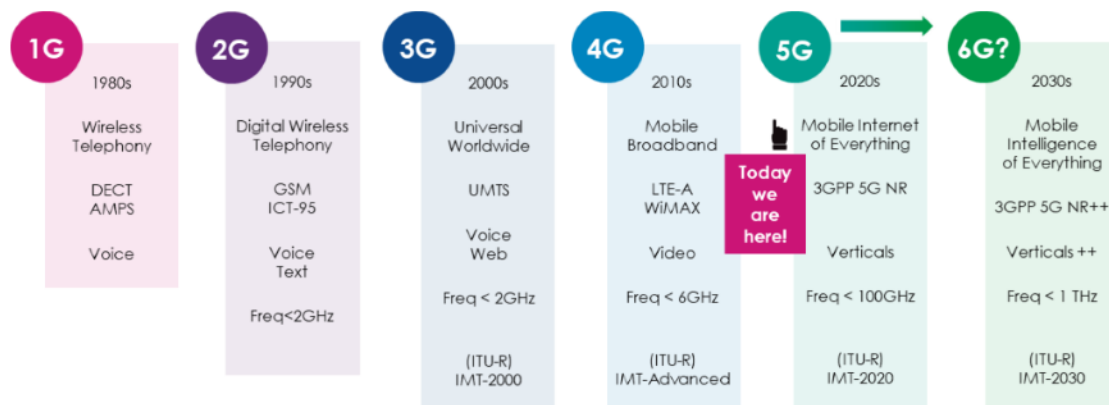 1G
1980s
Wireless
Telephony
DECT
AMPS
Voice
2G
1990s
Digital Wireless
Telephony
GSM
ICT-95
Voice
Text
Freq<2GHz
3G
2000s
Universal
Worldwide
UMTS
Voice
Web
Freq < 2GHz
(ITU-R)
IMT-2000
4G
2010s
Mobile
Broadband
LTE-A
WiMAX
Video
Freq < 6GHz
(ITU-R)
IMT-Advanced
Today
we
are
here!
5G
2020s
Mobile Internet
of Everything
3GPP 5G NR
Verticals
Freq < 100GHz
(ITU-R)
IMT-2020
6G?
2030s
Mobile
Intelligence
of Everything
3GPP 5G NR++
Verticals ++
Freq < 1 THz
(ITU-R)
IMT-2030